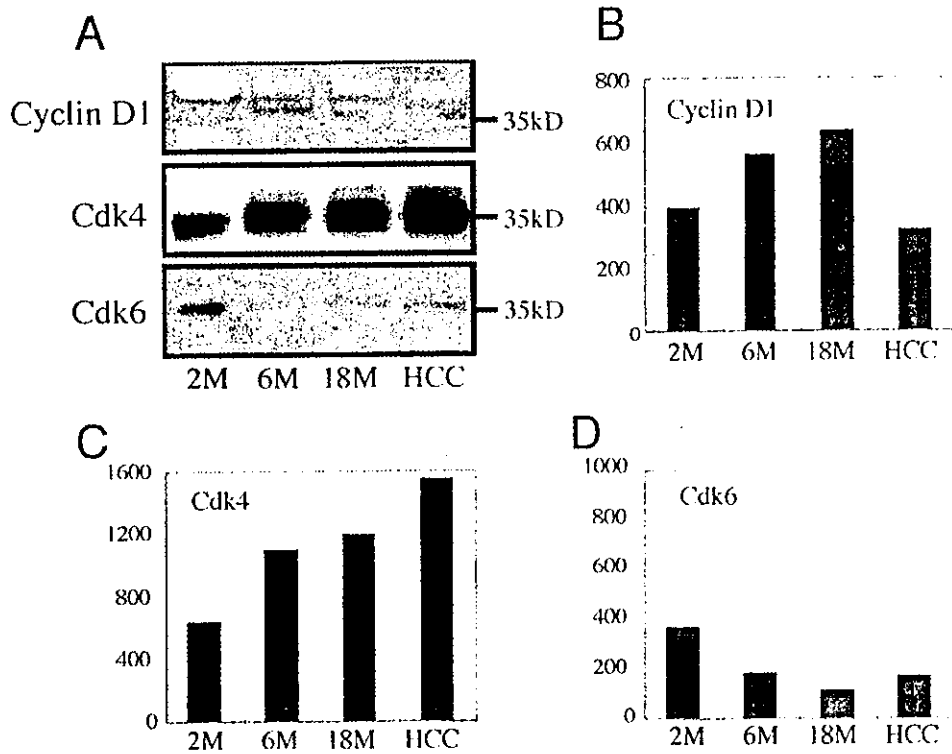 A
Cyclin D1
35kD
Cdk4
35kD
Cdk6
35kD
2M 6M 18M HCC
B
800
600
400
200
0
Cyclin D1
2M 6M 18M HCC
C
1600
1200
800
400
0
Cdk4
2M 6M 18M HCC
D
1000
800
600
400
200
0
Cdk6
2M 6M 18M HCC